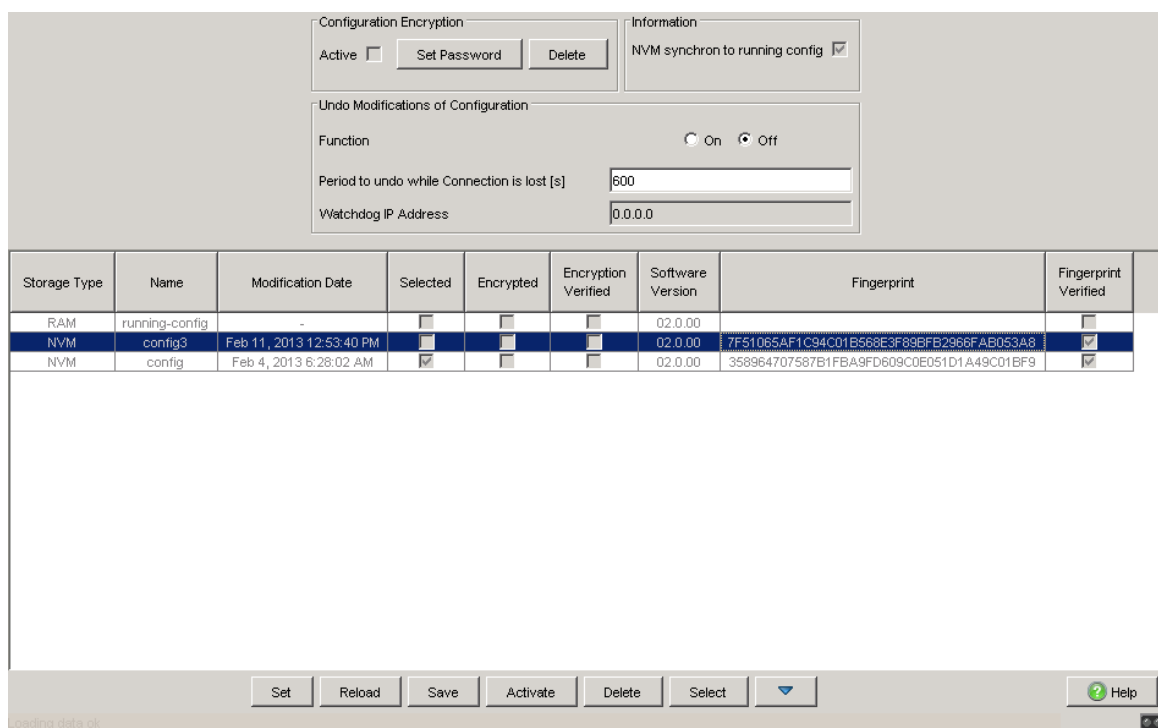 Configuration Encryption
Information
Active Set Password Delete
NVM synchron to running config
Undo Modifications of Configuration
Function On Off
Period to undo while Connection is lost [s] 600
Watchdog IP Address 0.0.0.0
Storage Type Name Modification Date Selected Encrypted Encryption Verified Software Version Fingerprint Fingerprint Verified
RAM running-config - 02.0.00
NVM config3 Feb 11, 2013 12:53:40 PM 02.0.00 7F51065AF1C94C01B568E3F89BFB2966FAB053A8
NVM config Feb 4, 2013 6:28:02 AM 02.0.00 358964707587B1FBA9FD609C0E051D1A49C01BF9
Set Reload Save Activate Delete Select Help
Loading data ok